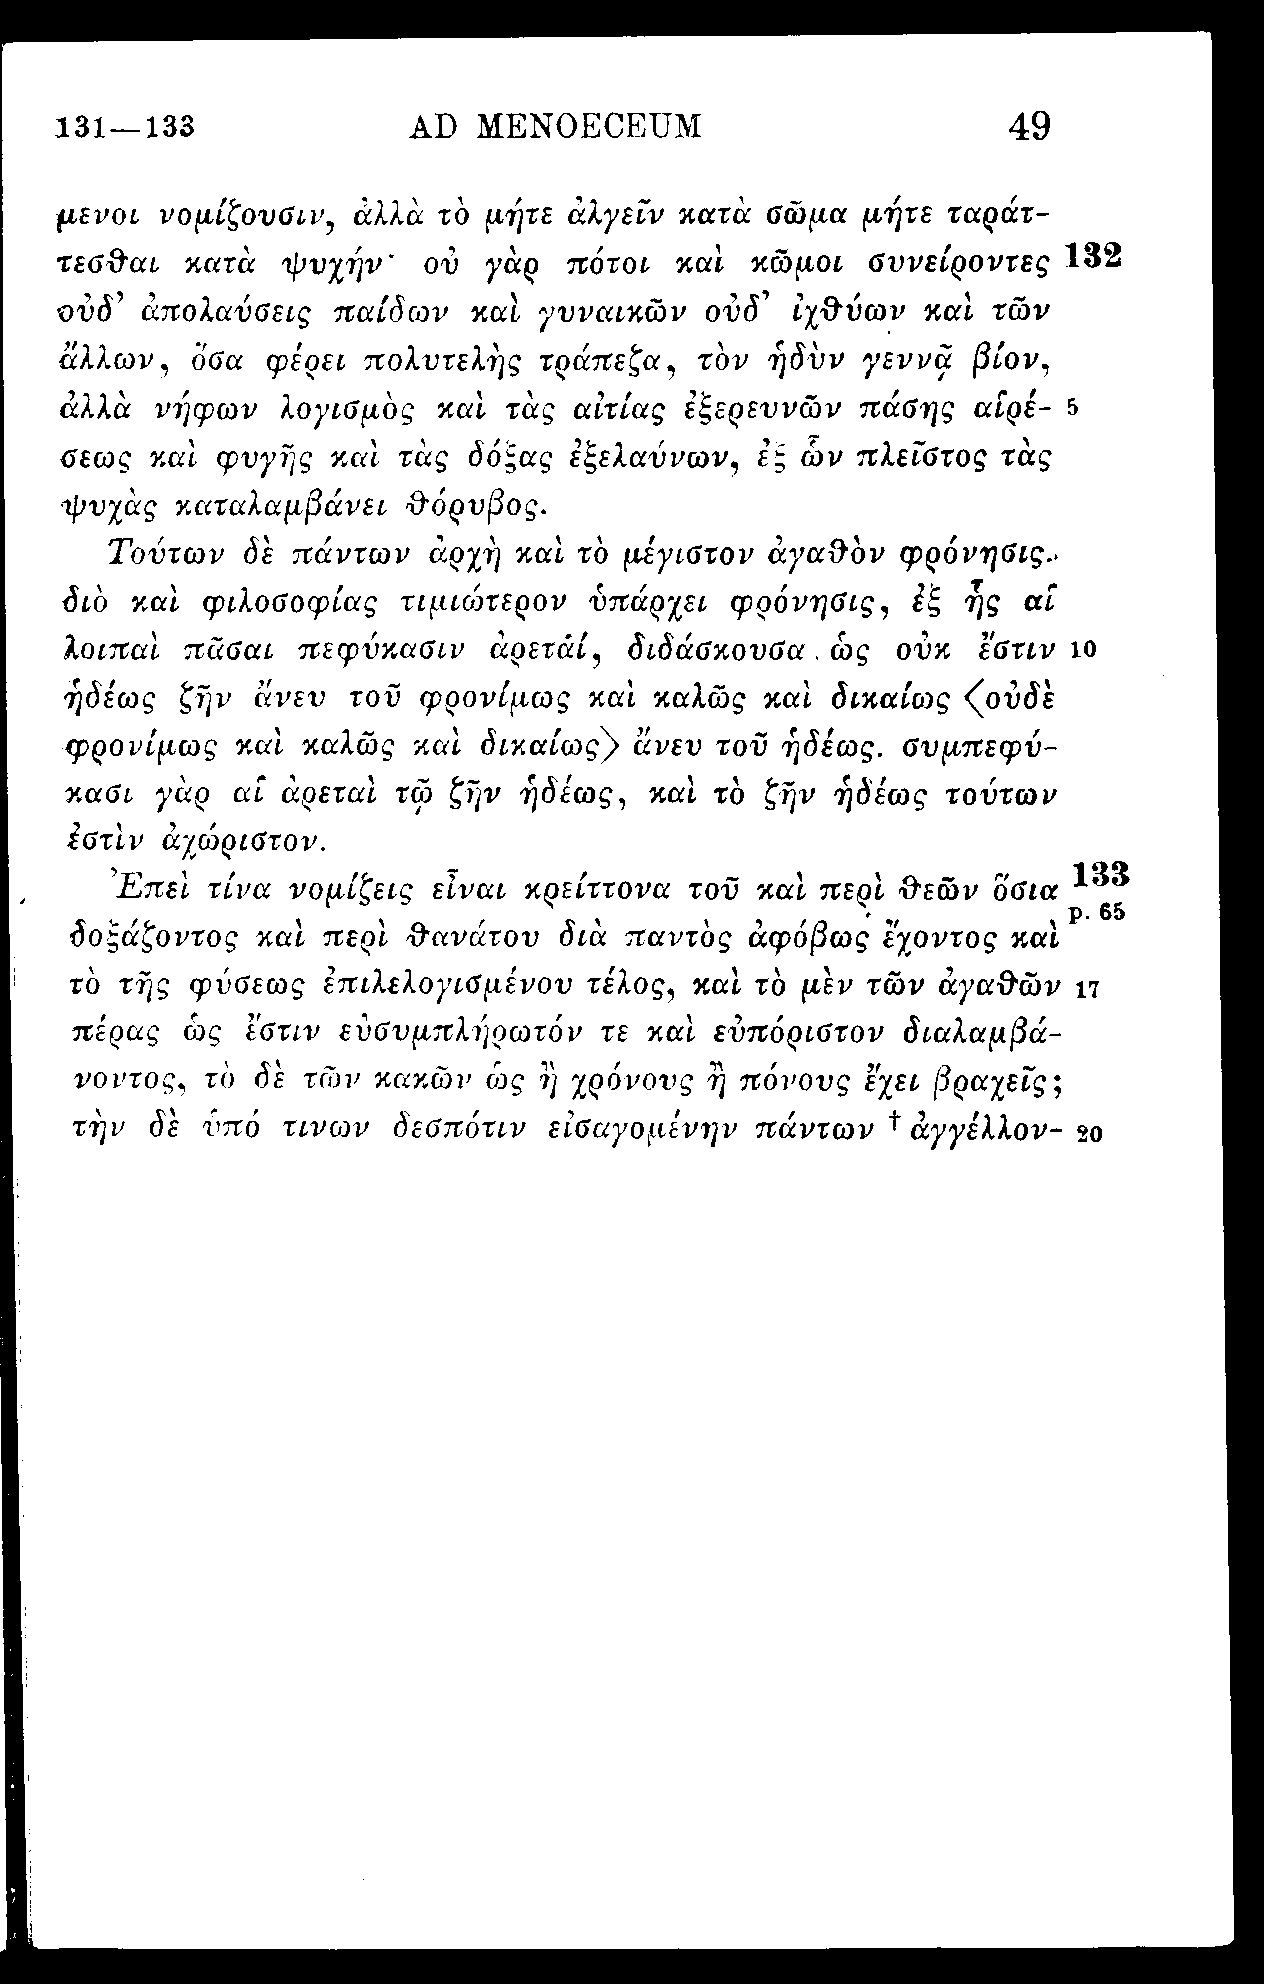 131—133 AD MENOECEUM 49
μενοι νομίζουσιν, ἀλλὰ τὸ μήτε ἀλγεῖν κατὰ σῶμα μήτε ταράτ-
τεσθαι κατὰ ψυχήν· οὐ γὰρ πότοι καὶ κῶμοι συνείροντες 132
οὐδ’ ἀπολαύσεις παίδων καὶ γυναικῶν οὐδ’ ἰχθύων καὶ τῶν
ἄλλων, ὅσα φέρει πολυτελὴς τράπεζα, τὸν ἡδὺν γεννᾷ βίον,
ἀλλὰ νήφων λογισμὸς καὶ τὰς αἰτίας ἐξερευνῶν πάσης αἱρέ- 5
σεως καὶ φυγῆς καὶ τὰς δόξας ἐξελαύνων, ἐξ ὧν πλεῖστος τὰς
ψυχὰς καταλαμβάνει θόρυβος.
Τούτων δὲ πάντων ἀρχὴ καὶ τὸ μέγιστον ἀγαθὸν φρόνησις.
διὸ καὶ φιλοσοφίας τιμιώτερον ὑπάρχει φρόνησις, ἐξ ἧς αἱ
λοιπαὶ πᾶσαι πεφύκασιν ἀρεταί, διδάσκουσα ὡς οὐκ ἔστιν 10
ἡδέως ζῆν ἄνευ τοῦ φρονίμως καὶ καλῶς καὶ δικαίως ⟨οὐδὲ
φρονίμως καὶ καλῶς καὶ δικαίως⟩ ἄνευ τοῦ ἡδέως. συμπεφύ-
κασι γὰρ αἱ ἀρεταὶ τῷ ζῆν ἡδέως, καὶ τὸ ζῆν ἡδέως τούτων
ἐστὶν ἀχώριστον.
Ἐπεὶ τίνα νομίζεις εἶναι κρείττονα τοῦ καὶ περὶ θεῶν ὅσια 133
p. 65
δοξάζοντος καὶ περὶ θανάτου διὰ παντὸς ἀφόβως ἔχοντος καὶ
τὸ τῆς φύσεως ἐπιλελογισμένου τέλος, καὶ τὸ μὲν τῶν ἀγαθῶν 17
πέρας ὡς ἔστιν εὐσυμπλήρωτόν τε καὶ εὐπόριστον διαλαμβά-
νοντος, τὸ δὲ τῶν κακῶν ὡς ἢ χρόνους ἢ πόνους ἔχει βραχεῖς;
τὴν δὲ ὑπό τινων δεσπότιν εἰσαγομένην πάντων † ἀγγέλλον- 20